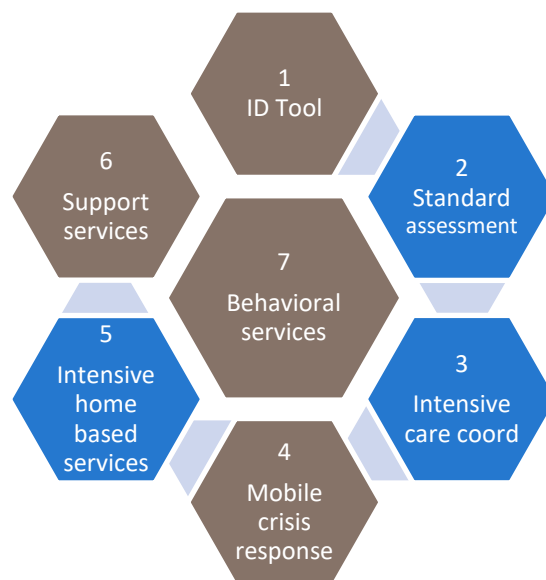 1
ID Tool
2
Standard
assessment
3
Intensive
care coord
4
Mobile
crisis
response
5
Intensive
home
based
services
6
Support
services
7
Behavioral
services